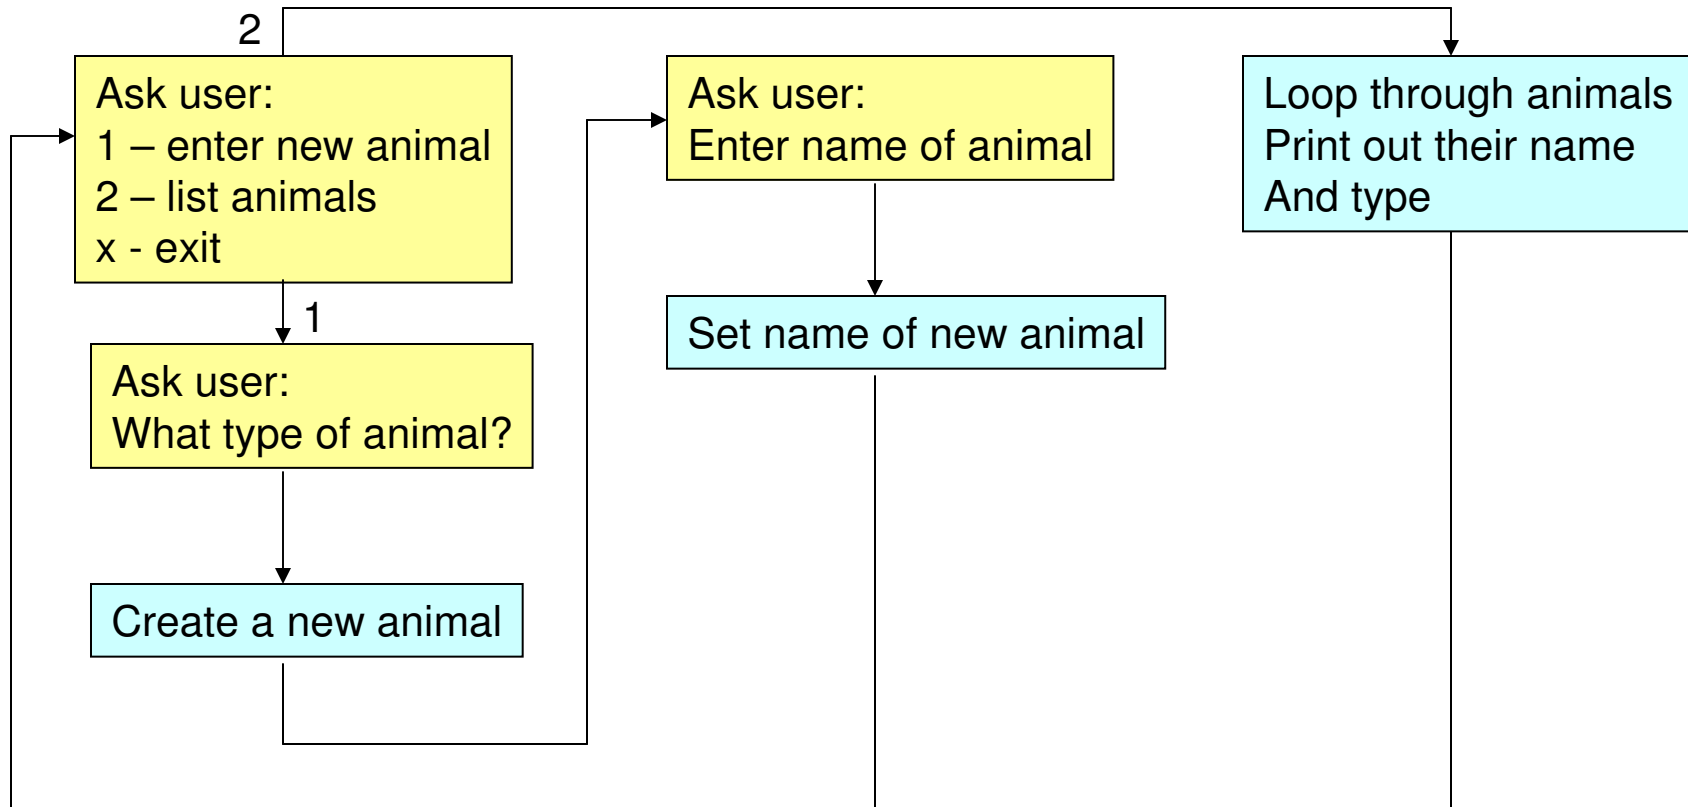 2
Ask user:
1 – enter new animal
2 – list animals
x - exit
1
Ask user:
What type of animal?
Create a new animal
Ask user:
Enter name of animal
Set name of new animal
Loop through animals
Print out their name
And type